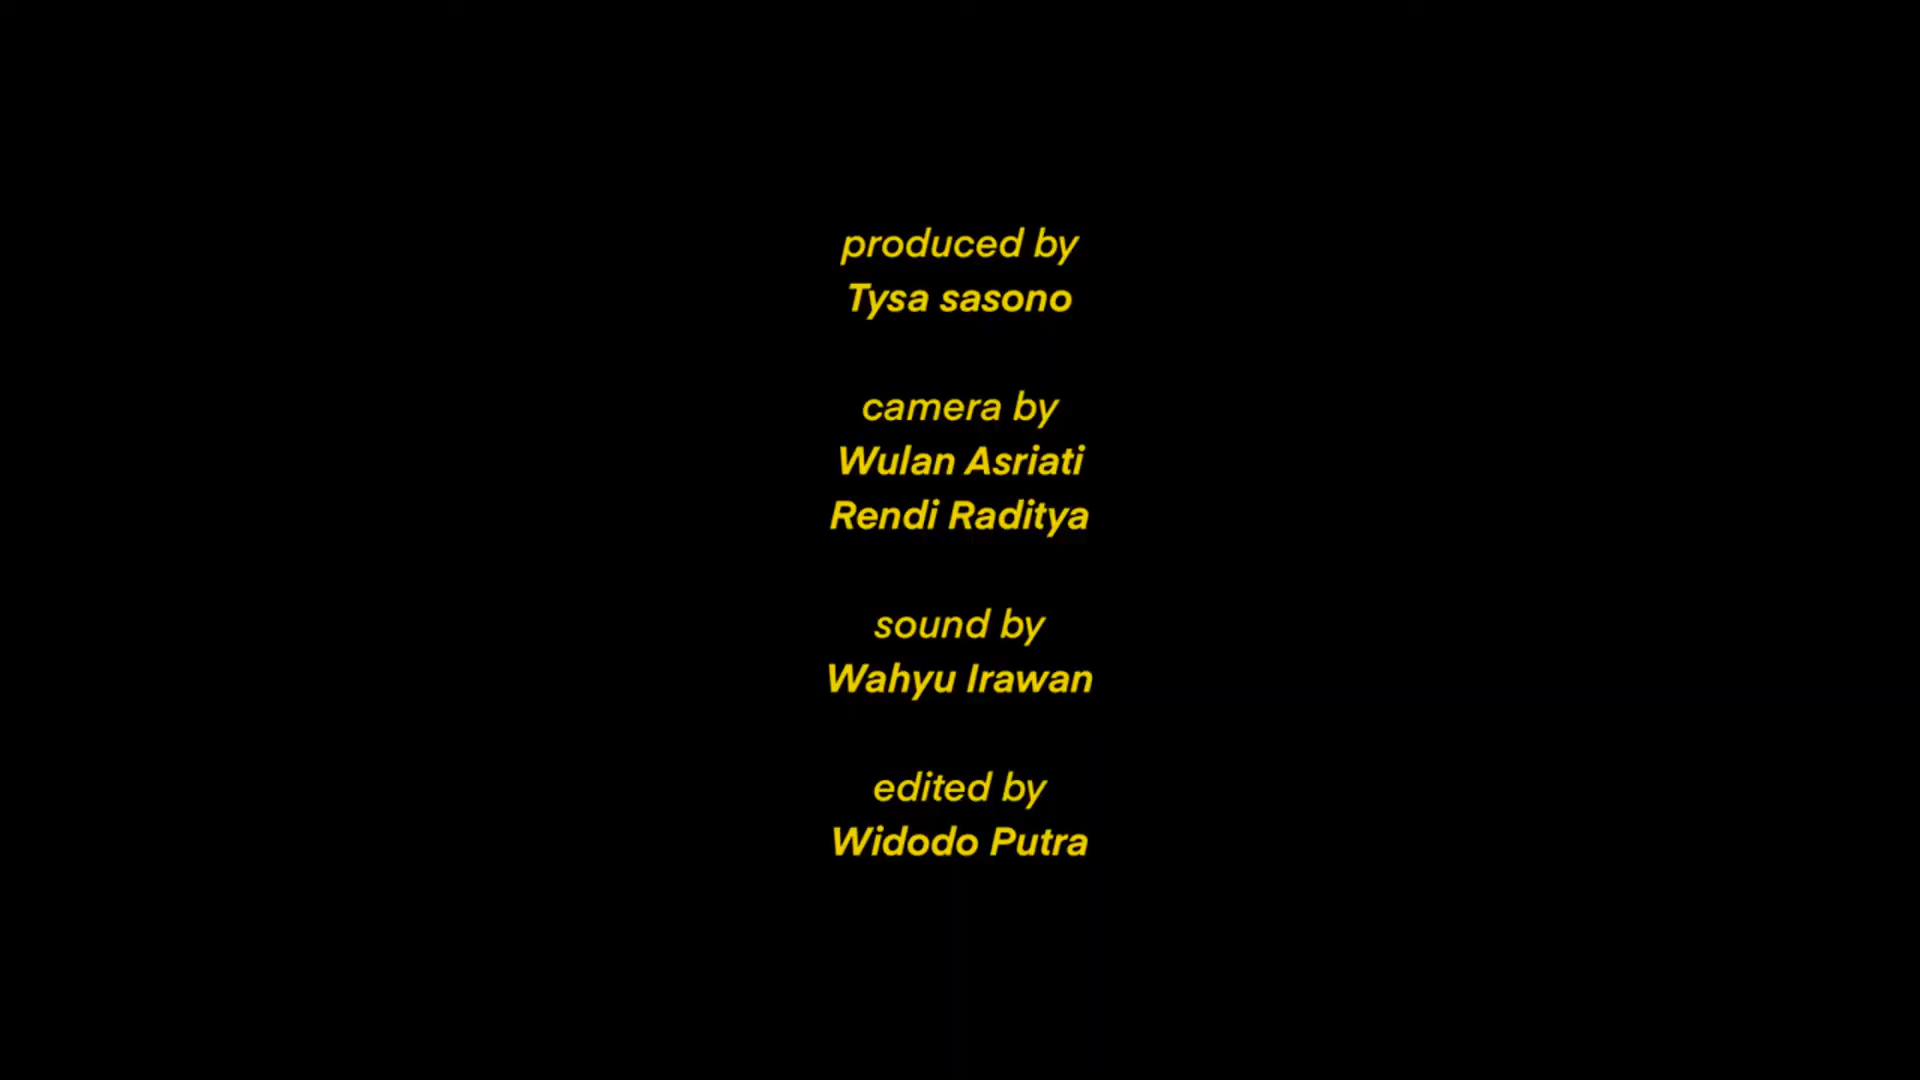 produced by
Tysa sasono
camera by
Wulan Asriati
Rendi Raditya
sound by
Wahyu Irawan
edited by
Widodo Putra